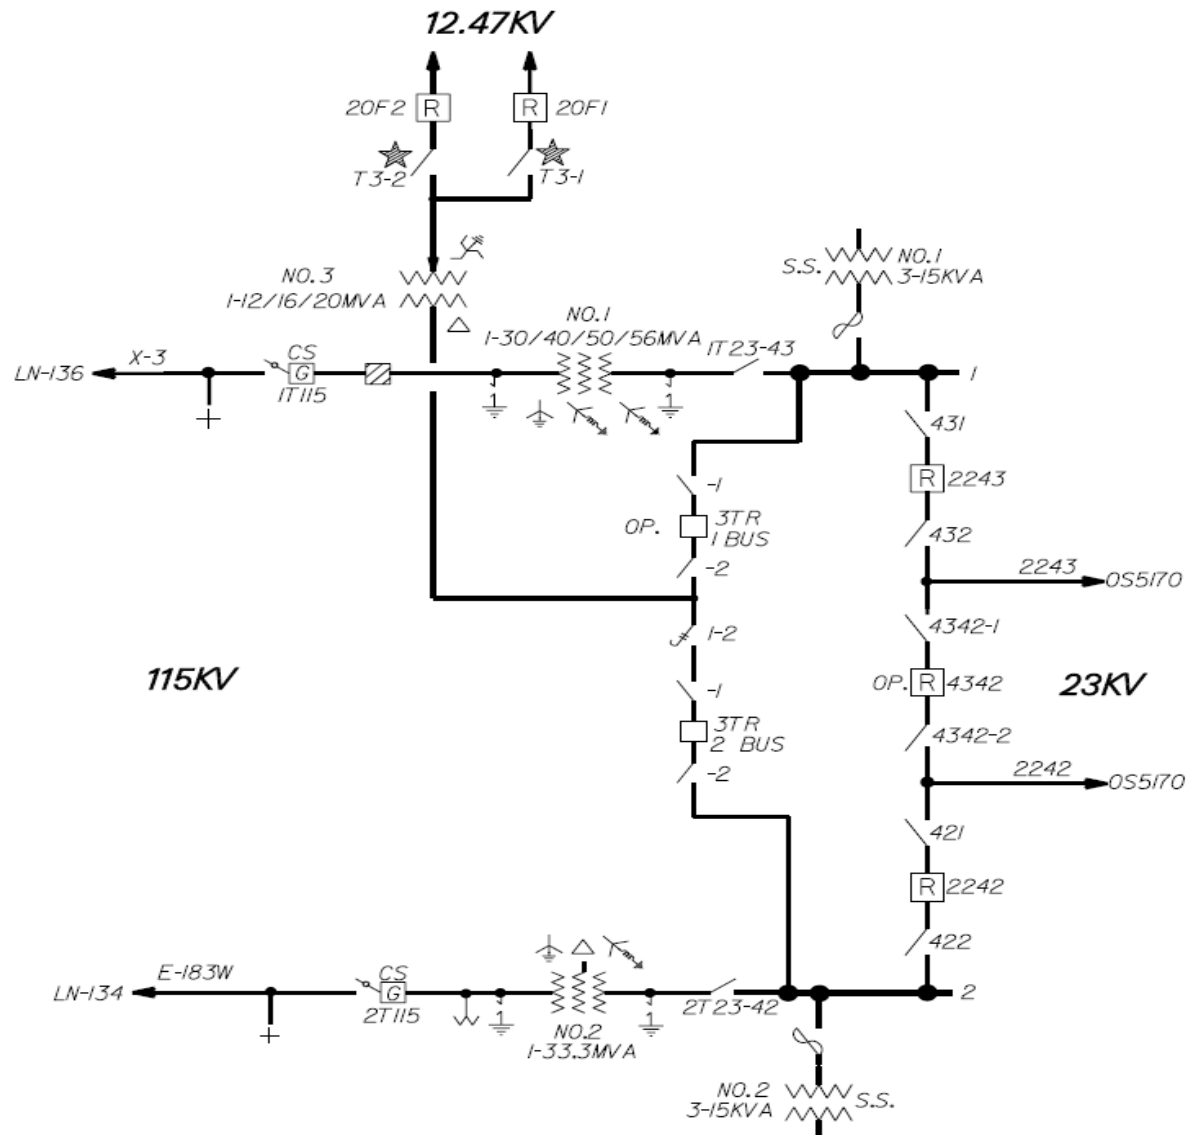 12.47KV
20F2 R
R 20F1
T3-2
T3-1
NO.3
1-12/16/20MVA
S.S.
NO.1
3-15KVA
NO.1
1-30/40/50/56MVA
LN-136
X-3
CS
G
1T115
1T23-43
1
431
R 2243
432
2243
OS5170
-1
OP.
3TR
1 BUS
-2
1-2
-1
3TR
2 BUS
-2
4342-1
OP. R 4342
4342-2
115KV
23KV
2242
OS5170
421
R 2242
422
LN-134
E-183W
CS
G
2T115
NO.2
1-33.3MVA
2T23-42
2
NO.2
3-15KVA
S.S.